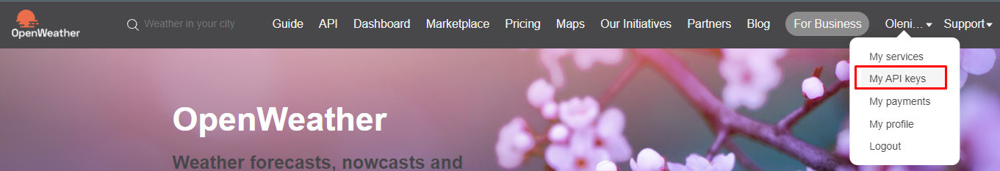 OpenWeather
Weather in your city
Guide API Dashboard Marketplace Pricing Maps Our Initiatives Partners Blog For Business Oleni... Support
My services
My API keys
My payments
My profile
Logout
OpenWeather
Weather forecasts, nowcasts and